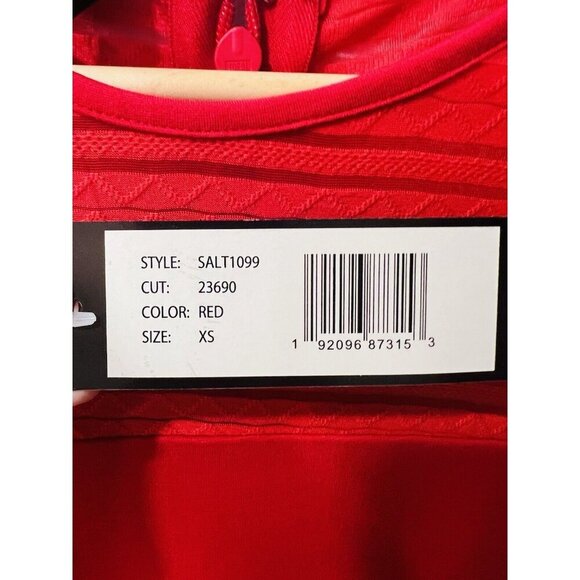 STYLE: SALT1099
CUT: 23690
COLOR: RED
SIZE: XS
1 92096 87315 3